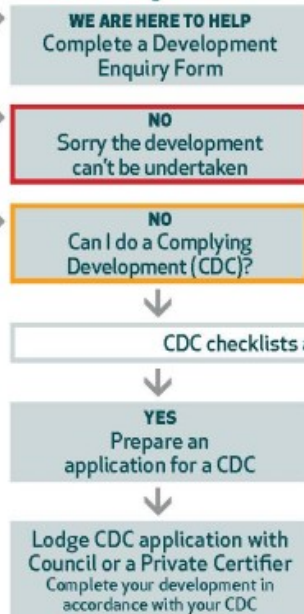 WE ARE HERE TO HELP
Complete a Development
Enquiry Form
NO
Sorry the development
can't be undertaken
NO
Can I do a Complying
Development (CDC)?
CDC checklists
YES
Prepare an
application for a CDC
Lodge CDC application with
Council or a Private Certifier
Complete your development in
accordance with your CDC